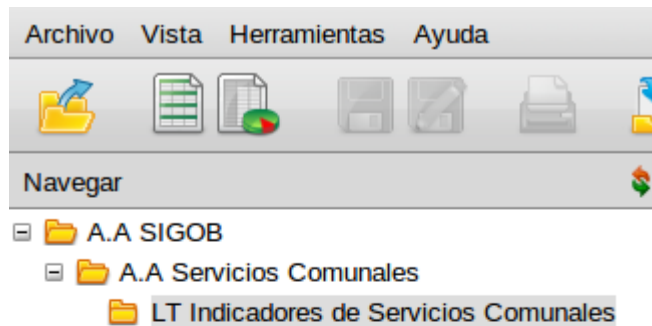 Archivo Vista Herramientas Ayuda
Navegar
A.A SIGOB
A.A Servicios Comunales
LT Indicadores de Servicios Comunales